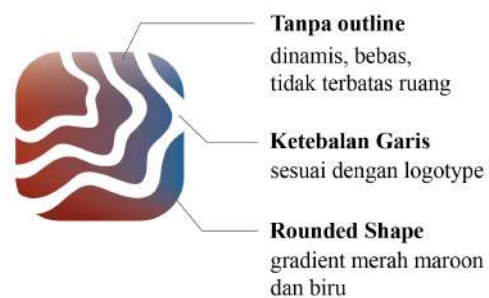 Tanpa outline
dinamis, bebas,
tidak terbatas ruang
Ketebalan Garis
sesuai dengan logotype
Rounded Shape
gradient merah maroon
dan biru